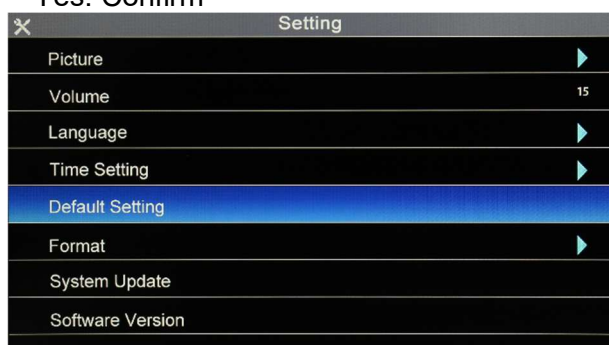 Yes: Confirm
Setting
Picture
Volume 15
Language
Time Setting
Default Setting
Format
System Update
Software Version